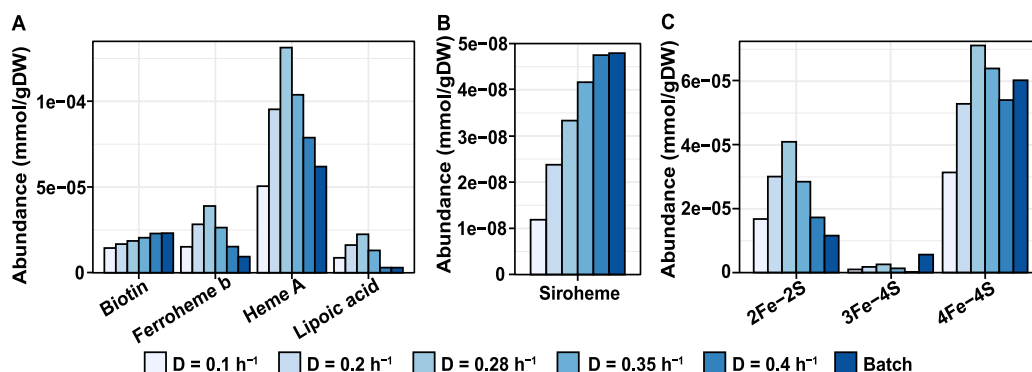 A
Abundance (mmol/gDW)
1e−04
5e−05
0
Biotin
Ferroheme b
Heme A
Lipoic acid
B
Abundance (mmol/gDW)
5e−08
4e−08
3e−08
2e−08
1e−08
0
Siroheme
C
Abundance (mmol/gDW)
6e−05
4e−05
2e−05
0
2Fe−2S
3Fe−4S
4Fe−4S
D = 0.1 h⁻¹ D = 0.2 h⁻¹ D = 0.28 h⁻¹ D = 0.35 h⁻¹ D = 0.4 h⁻¹ Batch